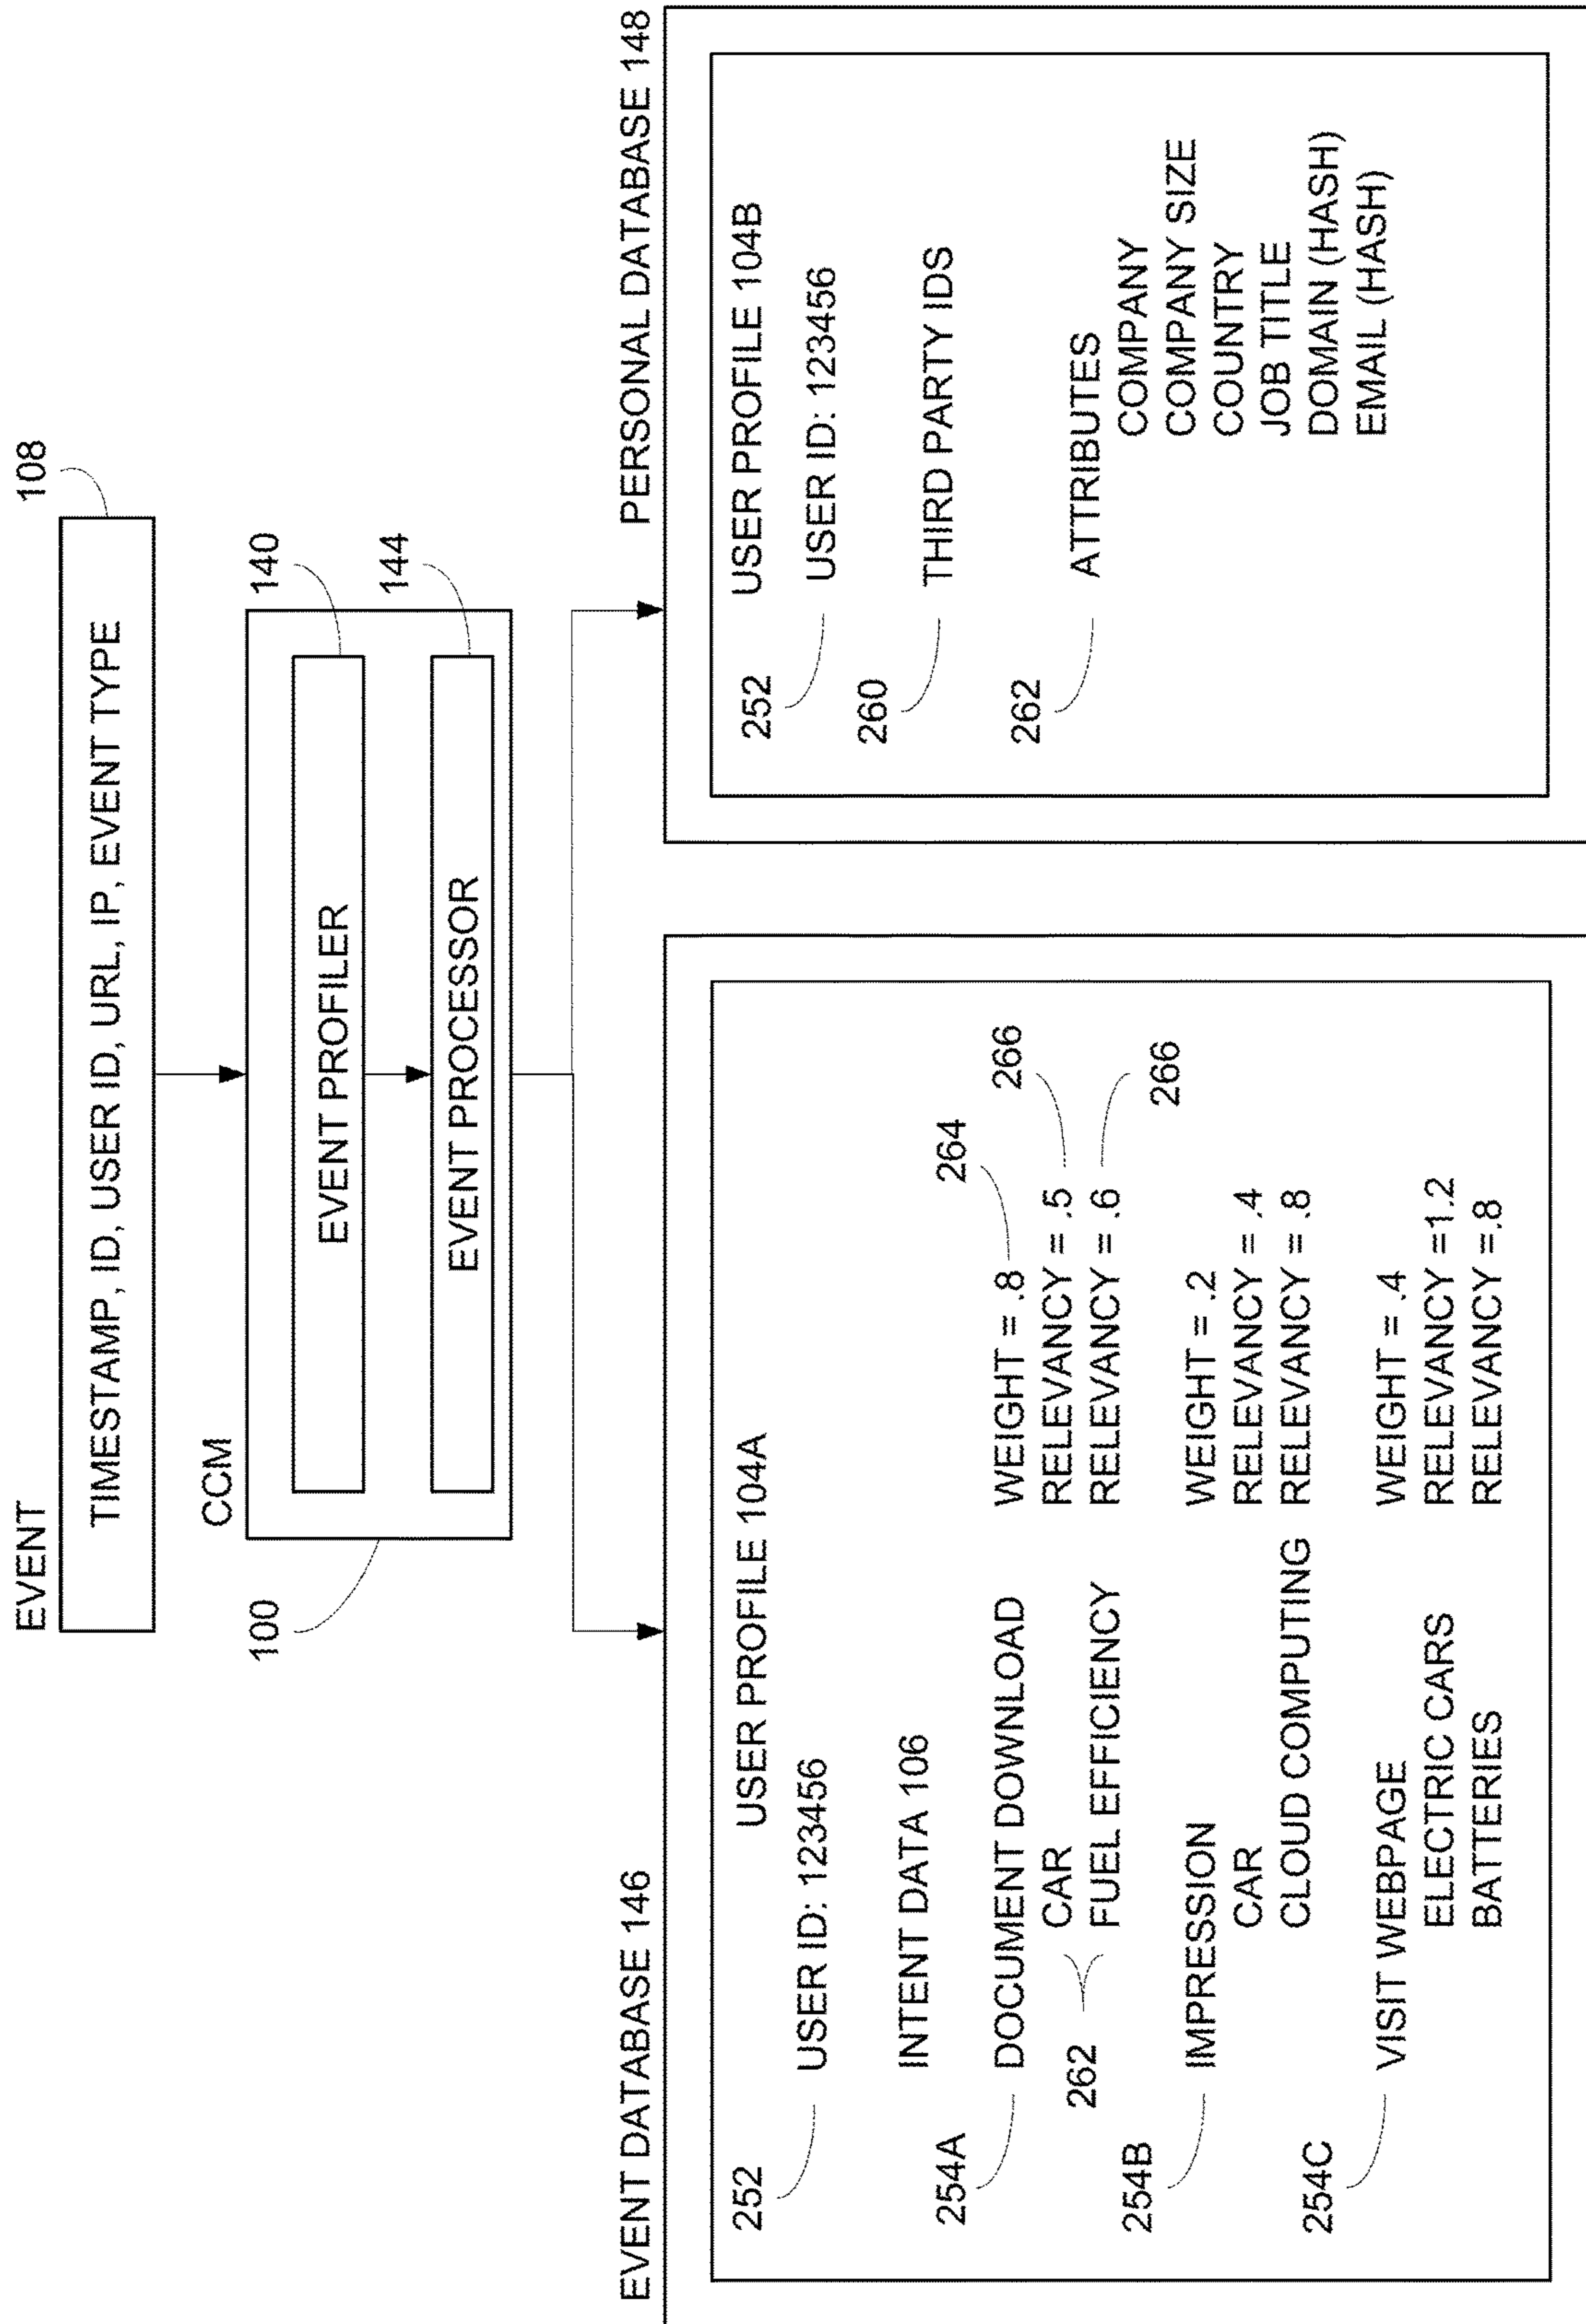 EVENT
108
TIMESTAMP, ID, USER ID, URL, IP, EVENT TYPE
CCM
100
140
EVENT PROFILER
144
EVENT PROCESSOR
EVENT DATABASE 146
USER PROFILE 104A
252
USER ID: 123456
INTENT DATA 106
264
254A
DOCUMENT DOWNLOAD WEIGHT = .8
266
CAR RELEVANCY = .5
262
FUEL EFFICIENCY RELEVANCY = .6
266
254B
IMPRESSION WEIGHT = .2
CAR RELEVANCY = .4
CLOUD COMPUTING RELEVANCY = .8
254C
VISIT WEBPAGE WEIGHT = .4
ELECTRIC CARS RELEVANCY =1.2
BATTERIES RELEVANCY =.8
PERSONAL DATABASE 148
USER PROFILE 104B
252
USER ID: 123456
260
THIRD PARTY IDS
262
ATTRIBUTES
COMPANY
COMPANY SIZE
COUNTRY
JOB TITLE
DOMAIN (HASH)
EMAIL (HASH)